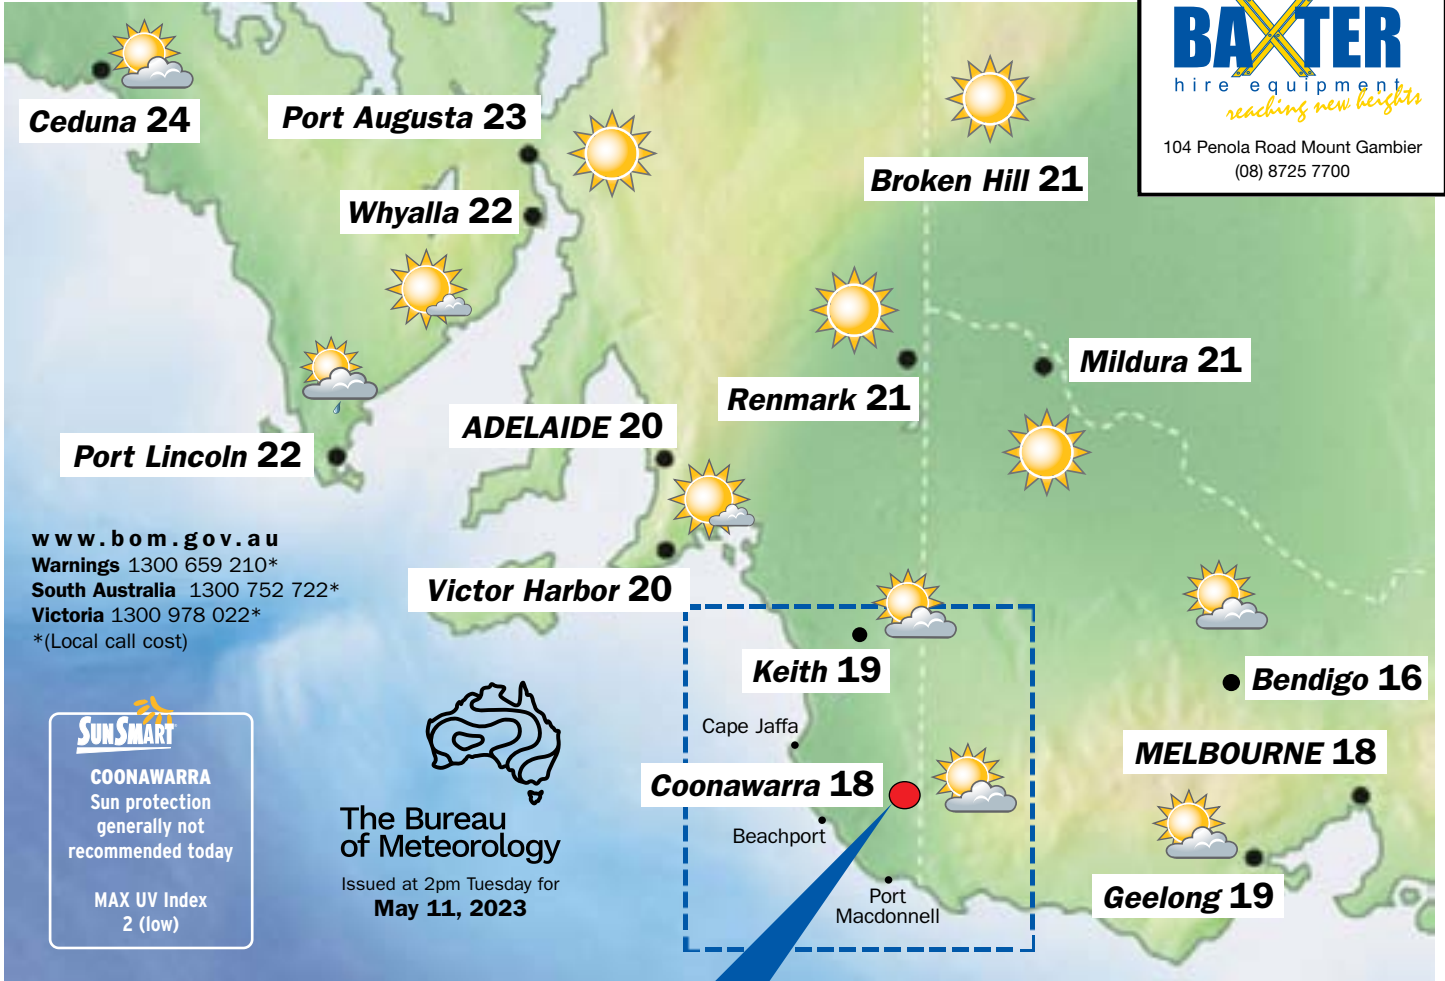 BAXTER
hire equipment
reaching new heights
104 Penola Road Mount Gambier
(08) 8725 7700
Ceduna 24
Port Augusta 23
Whyalla 22
Broken Hill 21
Renmark 21
Mildura 21
ADELAIDE 20
Port Lincoln 22
Victor Harbor 20
www.bom.gov.au
Warnings 1300 659 210*
South Australia 1300 752 722*
Victoria 1300 978 022*
*(Local call cost)
Keith 19
Bendigo 16
Cape Jaffa
MELBOURNE 18
Coonawarra 18
Beachport
Port
Macdonnell
Geelong 19
SUNSMART
COONAWARRA
Sun protection
generally not
recommended today
MAX UV Index
2 (low)
The Bureau
of Meteorology
Issued at 2pm Tuesday for
May 11, 2023